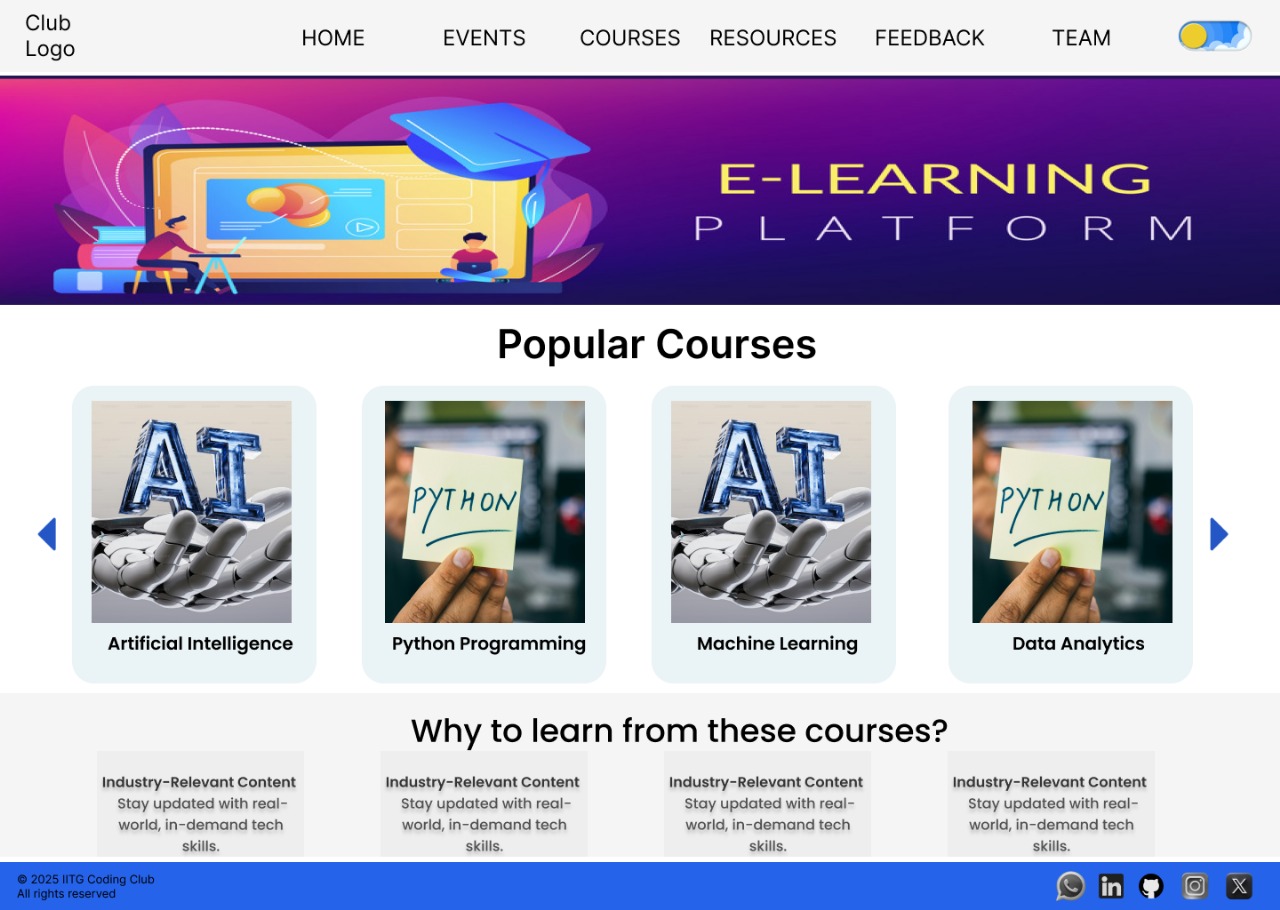 Club
Logo
HOME EVENTS COURSES RESOURCES FEEDBACK TEAM
E-LEARNING
PLATFORM
Popular Courses
AI PYTHON AI PYTHON
Artificial Intelligence Python Programming Machine Learning Data Analytics
Why to learn from these courses?
Industry-Relevant Content
Stay updated with real-
world, in-demand tech
skills.
Industry-Relevant Content
Stay updated with real-
world, in-demand tech
skills.
Industry-Relevant Content
Stay updated with real-
world, in-demand tech
skills.
Industry-Relevant Content
Stay updated with real-
world, in-demand tech
skills.
© 2025 IITG Coding Club
All rights reserved